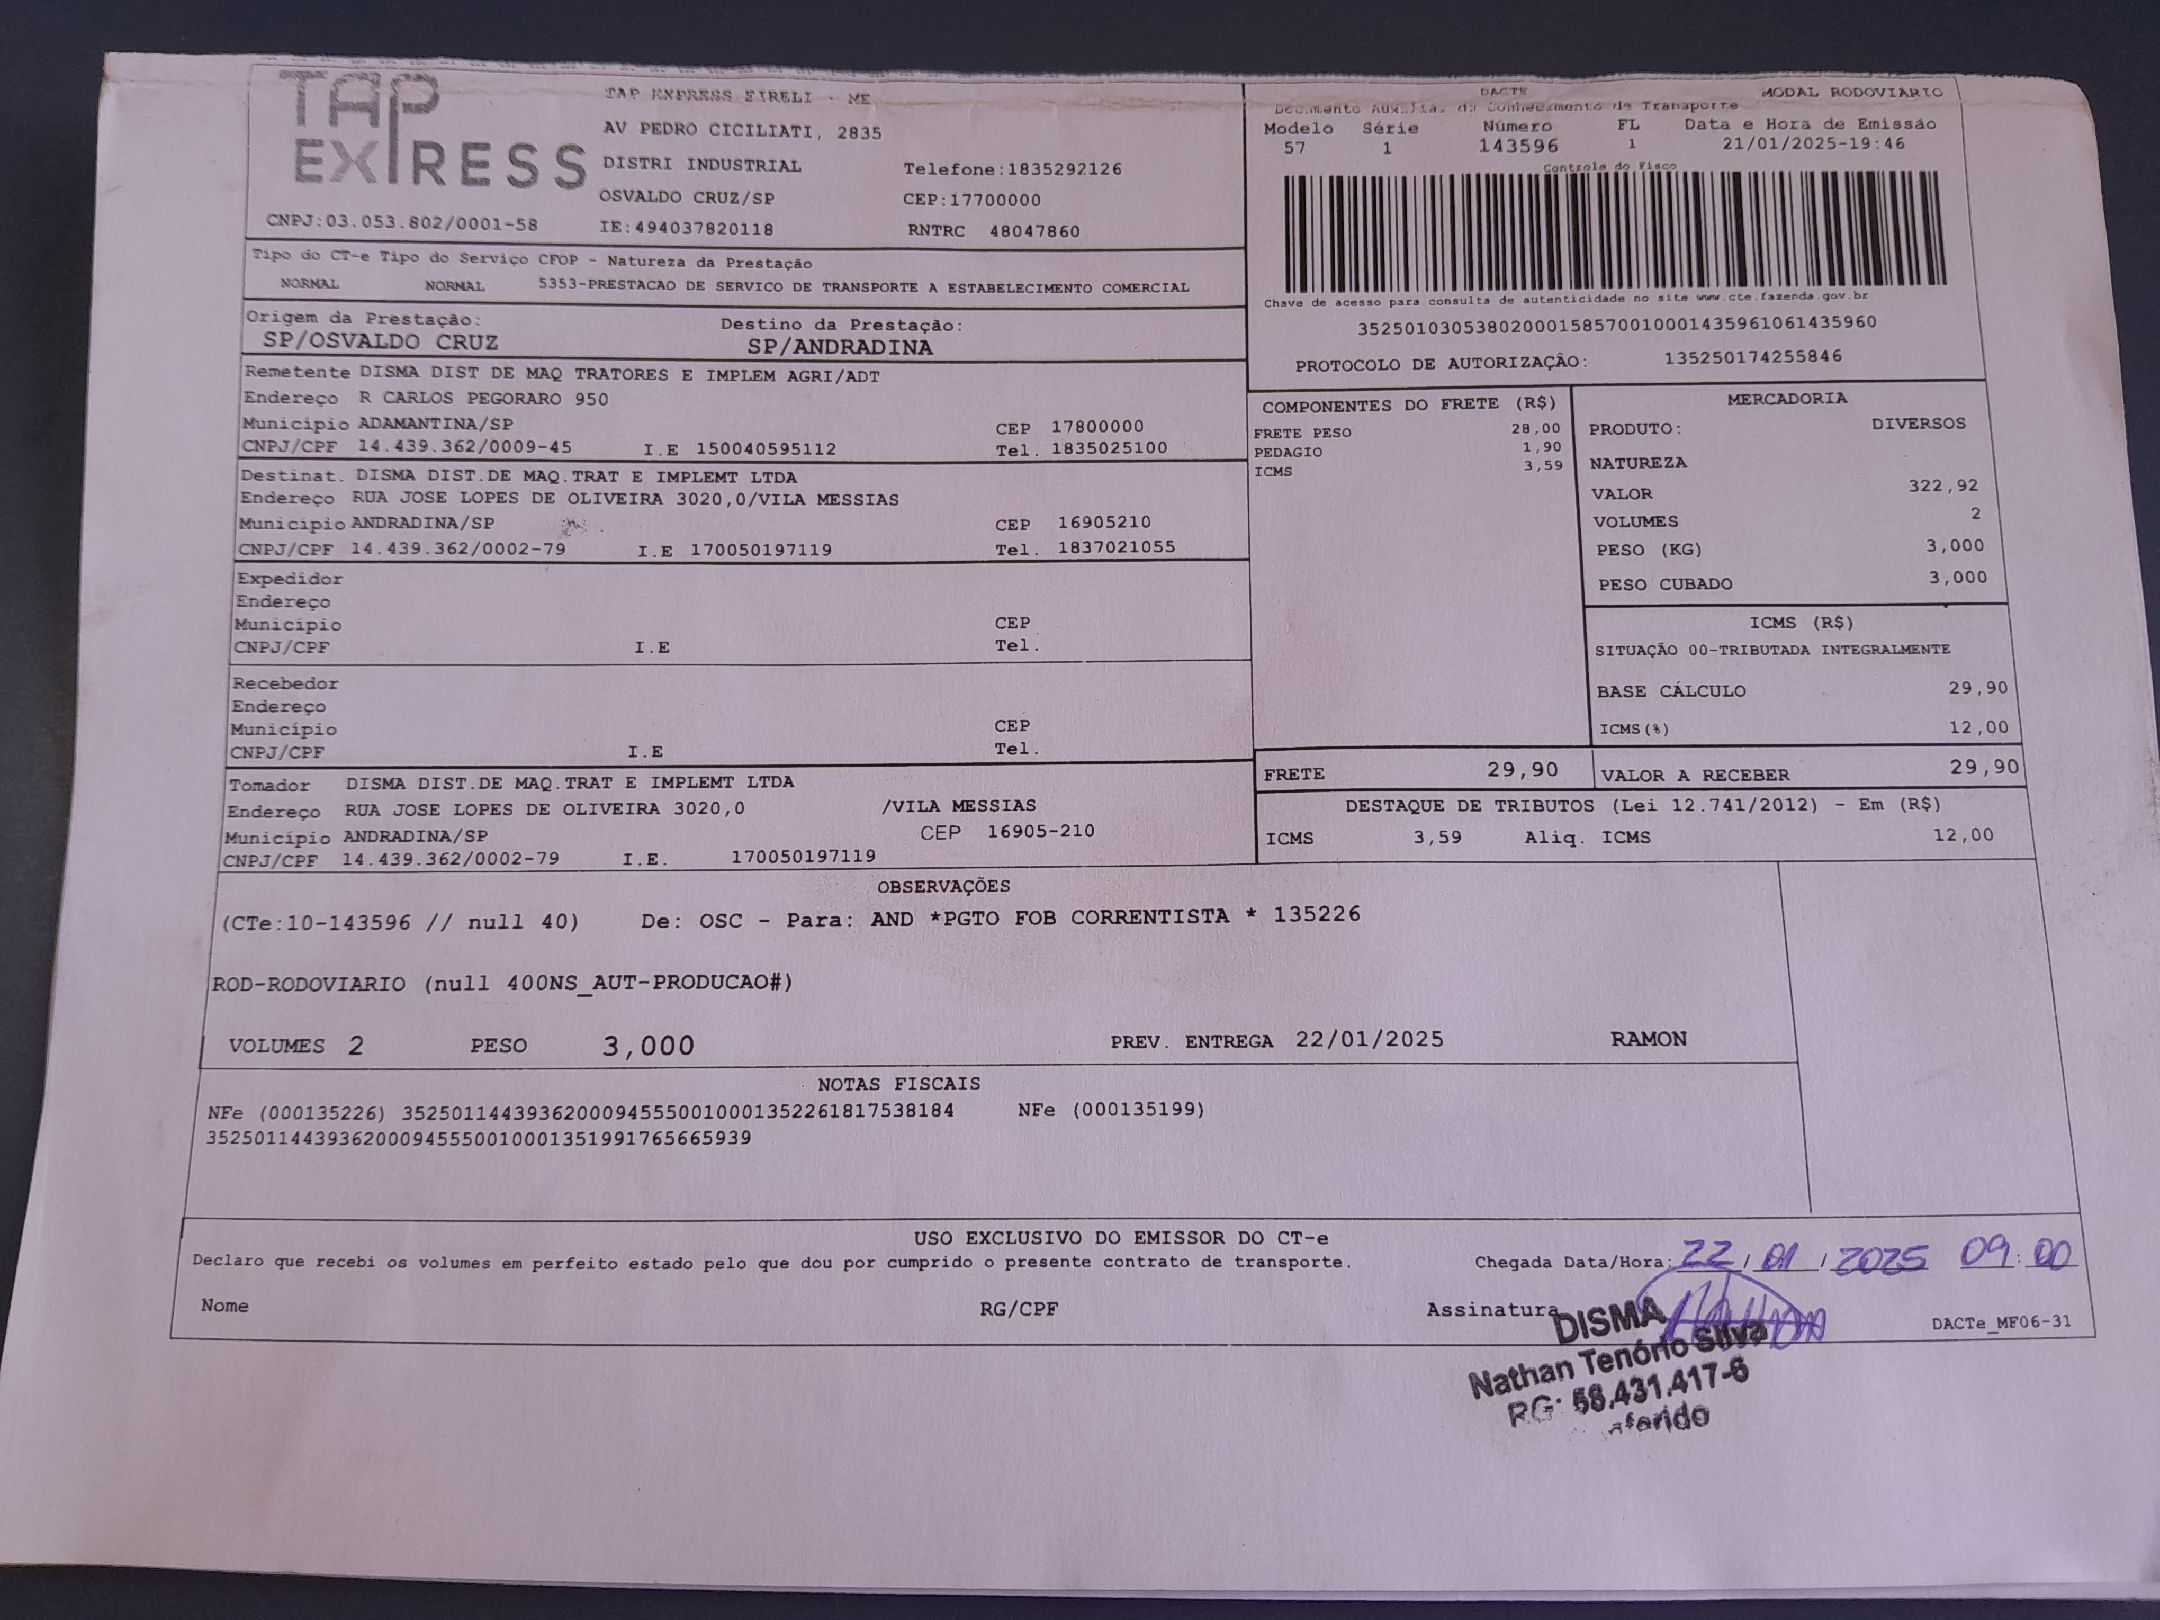 TAP
EXPRESS
TAP EXPRESS EIRELI - ME
AV PEDRO CICILIATI, 2835
DISTRI INDUSTRIAL Telefone:1835292126
OSVALDO CRUZ/SP CEP:17700000
CNPJ:03.053.802/0001-58 IE:494037820118 RNTRC 48047860
DACTE MODAL RODOVIARIO
Documento Auxiliar do Conhecimento de Transporte
Modelo Série Número FL Data e Hora de Emissão
57 1 143596 1 21/01/2025-19:46
Controle do Fisco
Chave de acesso para consulta de autenticidade no site www.cte.fazenda.gov.br
35250103053802000158570010001435961061435960
PROTOCOLO DE AUTORIZAÇÃO: 135250174255846
Tipo do CT-e Tipo do Serviço CFOP - Natureza da Prestação
NORMAL NORMAL 5353-PRESTACAO DE SERVICO DE TRANSPORTE A ESTABELECIMENTO COMERCIAL
Origem da Prestação: Destino da Prestação:
SP/OSVALDO CRUZ SP/ANDRADINA
Remetente DISMA DIST DE MAQ TRATORES E IMPLEM AGRI/ADT
Endereço R CARLOS PEGORARO 950
Município ADAMANTINA/SP CEP 17800000
CNPJ/CPF 14.439.362/0009-45 I.E 150040595112 Tel. 1835025100
Destinat. DISMA DIST.DE MAQ.TRAT E IMPLEMT LTDA
Endereço RUA JOSE LOPES DE OLIVEIRA 3020,0/VILA MESSIAS
Município ANDRADINA/SP CEP 16905210
CNPJ/CPF 14.439.362/0002-79 I.E 170050197119 Tel. 1837021055
Expedidor
Endereço
Município CEP
CNPJ/CPF I.E Tel.
Recebedor
Endereço
Município CEP
CNPJ/CPF I.E Tel.
Tomador DISMA DIST.DE MAQ.TRAT E IMPLEMT LTDA
Endereço RUA JOSE LOPES DE OLIVEIRA 3020,0 /VILA MESSIAS
Município ANDRADINA/SP CEP 16905-210
CNPJ/CPF 14.439.362/0002-79 I.E. 170050197119
COMPONENTES DO FRETE (R$)
FRETE PESO 28,00
PEDAGIO 1,90
ICMS 3,59
MERCADORIA
PRODUTO: DIVERSOS
NATUREZA
VALOR 322,92
VOLUMES 2
PESO (KG) 3,000
PESO CUBADO 3,000
ICMS (R$)
SITUAÇÃO 00-TRIBUTADA INTEGRALMENTE
BASE CÁLCULO 29,90
ICMS(%) 12,00
FRETE 29,90 VALOR A RECEBER 29,90
DESTAQUE DE TRIBUTOS (Lei 12.741/2012) - Em (R$)
ICMS 3,59 Aliq. ICMS 12,00
OBSERVAÇÕES
(CTe:10-143596 // null 40) De: OSC - Para: AND *PGTO FOB CORRENTISTA * 135226
ROD-RODOVIARIO (null 400NS_AUT-PRODUCAO#)
VOLUMES 2 PESO 3,000 PREV. ENTREGA 22/01/2025 RAMON
NOTAS FISCAIS
NFe (000135226) 35250114439362000945550010001352261817538184 NFe (000135199)
35250114439362000945550010001351991765665939
USO EXCLUSIVO DO EMISSOR DO CT-e
Declaro que recebi os volumes em perfeito estado pelo que dou por cumprido o presente contrato de transporte. Chegada Data/Hora: 22/01/2025 09:00
Nome RG/CPF Assinatura
DACTe_MF06-31
DISMA
Nathan Tenório Silva
RG: 58.431.417-6